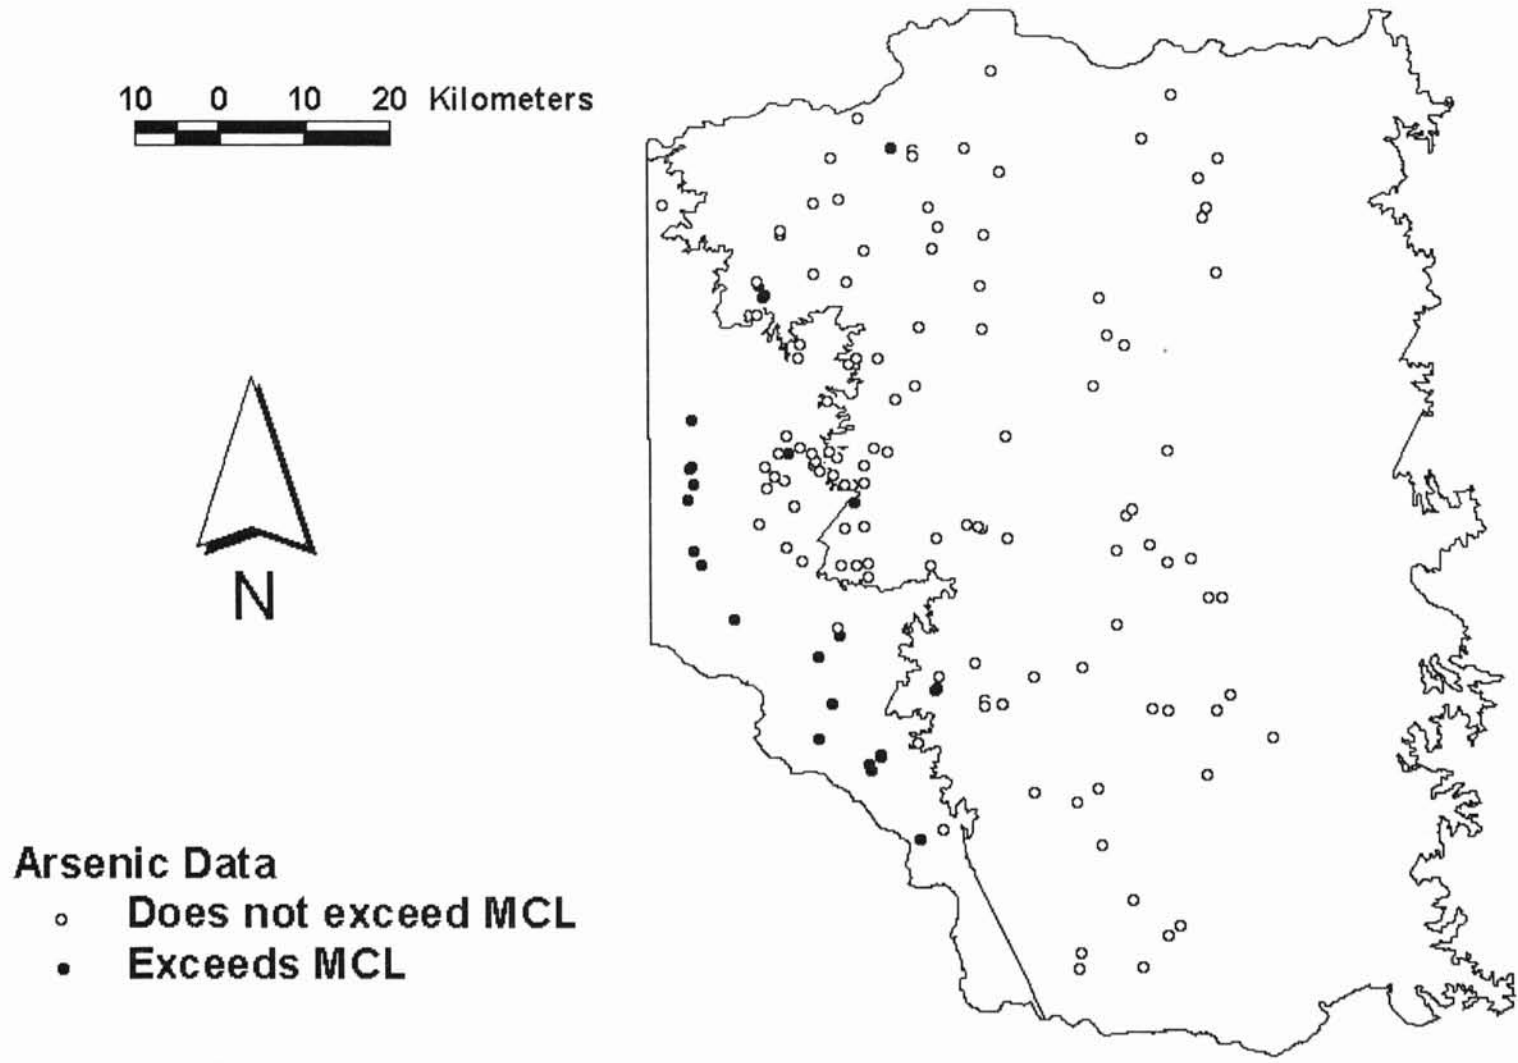 10 0 10 20 Kilometers
N
Arsenic Data
Does not exceed MCL
Exceeds MCL